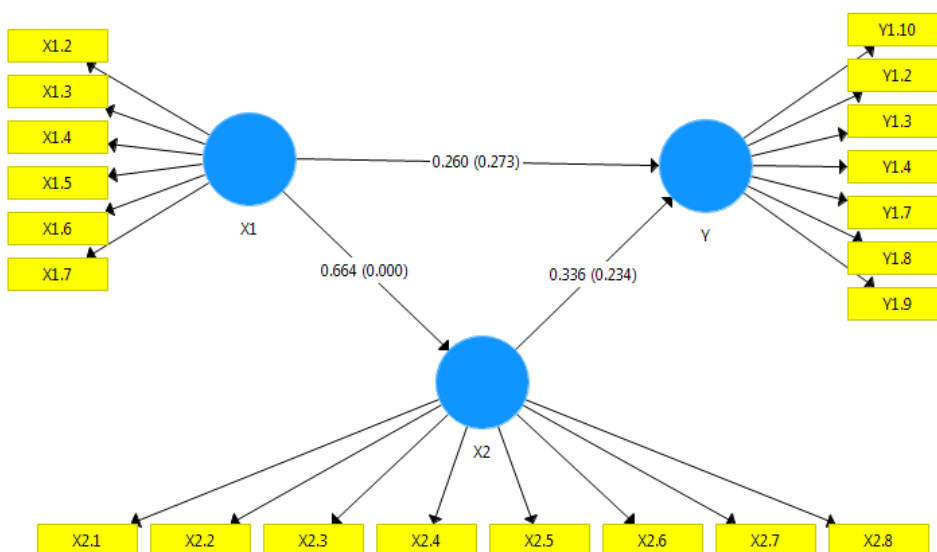 X1.2
X1.3
X1.4
X1.5
X1.6
X1.7
X1
0.260 (0.273)
0.664 (0.000)
0.336 (0.234)
Y
Y1.10
Y1.2
Y1.3
Y1.4
Y1.7
Y1.8
Y1.9
X2
X2.1
X2.2
X2.3
X2.4
X2.5
X2.6
X2.7
X2.8